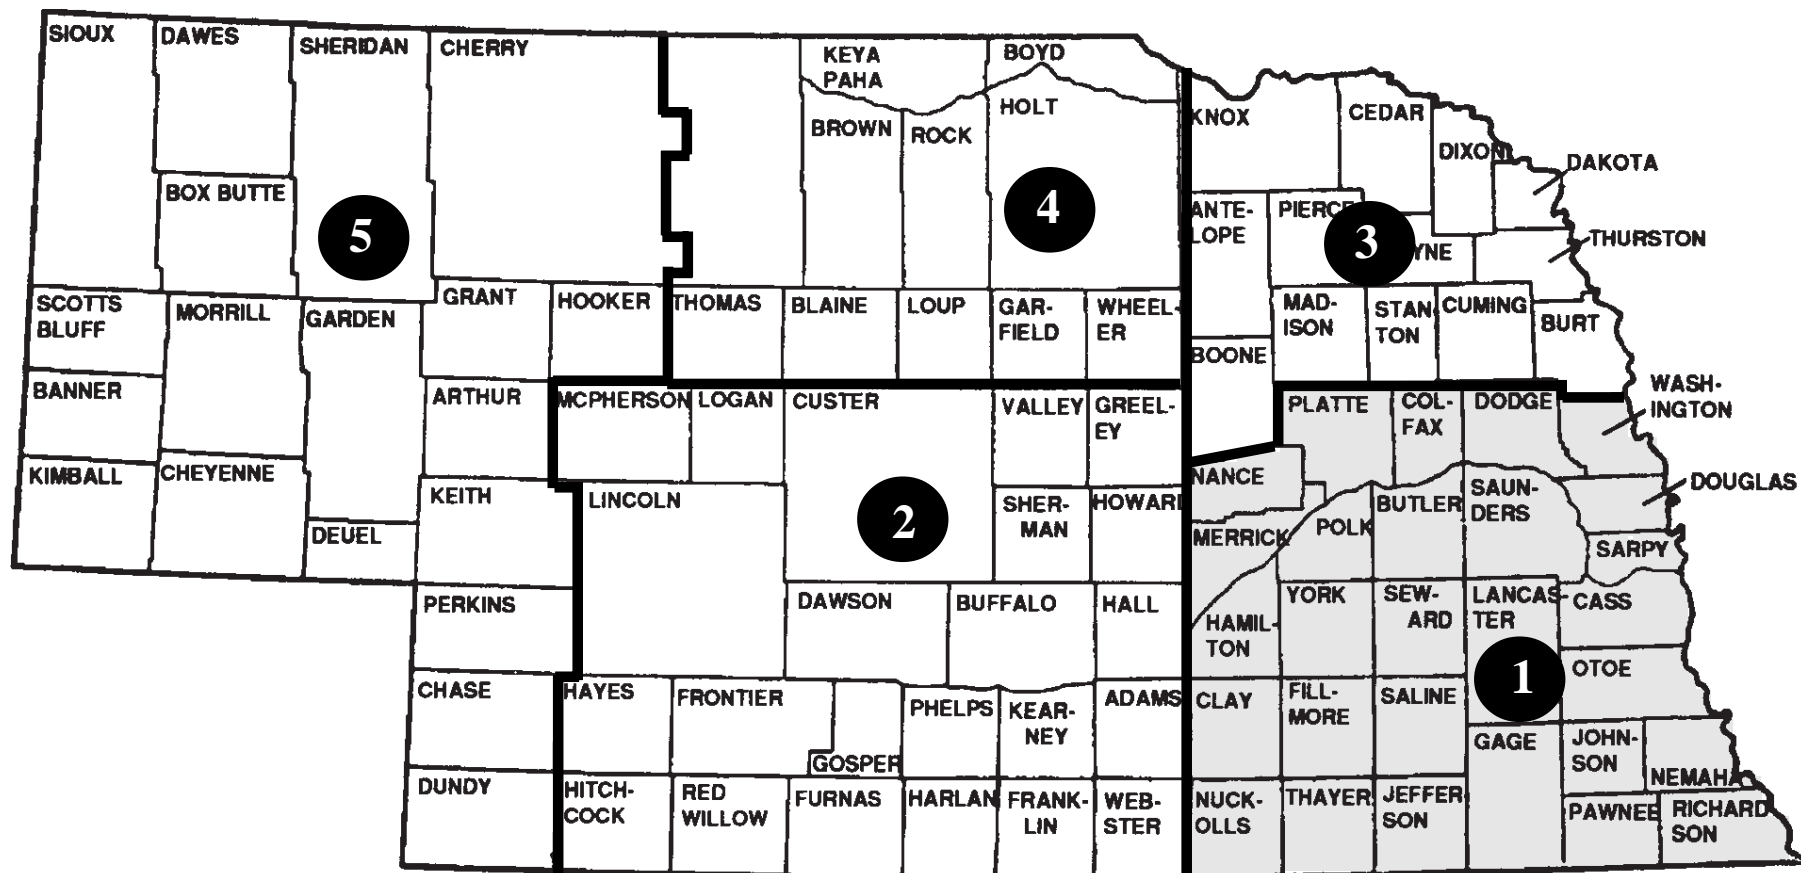 SIOUX
DAWES
SHERIDAN
CHERRY
KEYA
PAHA
BOYD
HOLT
BROWN
ROCK
KNOX
CEDAR
DIXON
DAKOTA
BOX BUTTE
5
4
ANTE-
LOPE
PIERCE
3
YNE
THURSTON
SCOTTS
BLUFF
MORRILL
GARDEN
GRANT
HOOKER
THOMAS
BLAINE
LOUP
GAR-
FIELD
WHEEL-
ER
MAD-
ISON
STAN
TON
CUMING
BURT
BOONE
BANNER
ARTHUR
MCPHERSON
LOGAN
CUSTER
VALLEY
GREEL-
EY
PLATTE
COL-
FAX
DODGE
WASH-
INGTON
KIMBALL
CHEYENNE
KEITH
LINCOLN
2
SHER-
MAN
HOWARD
NANCE
BUTLER
SAUN-
DERS
DOUGLAS
DEUEL
MERRICK
POLK
SARPY
PERKINS
DAWSON
BUFFALO
HALL
HAMIL-
TON
YORK
SEW-
ARD
LANCAS-
TER
CASS
CHASE
HAYES
FRONTIER
GOSPER
PHELPS
KEAR-
NEY
ADAMS
CLAY
FILL-
MORE
SALINE
1
OTOE
GAGE
JOHN-
SON
NEMAHA
DUNDY
HITCH-
COCK
RED
WILLOW
FURNAS
HARLAN
FRANK-
LIN
WEB-
STER
NUCK-
OLLS
THAYER
JEFFER
SON
PAWNEE
RICHARD
SON